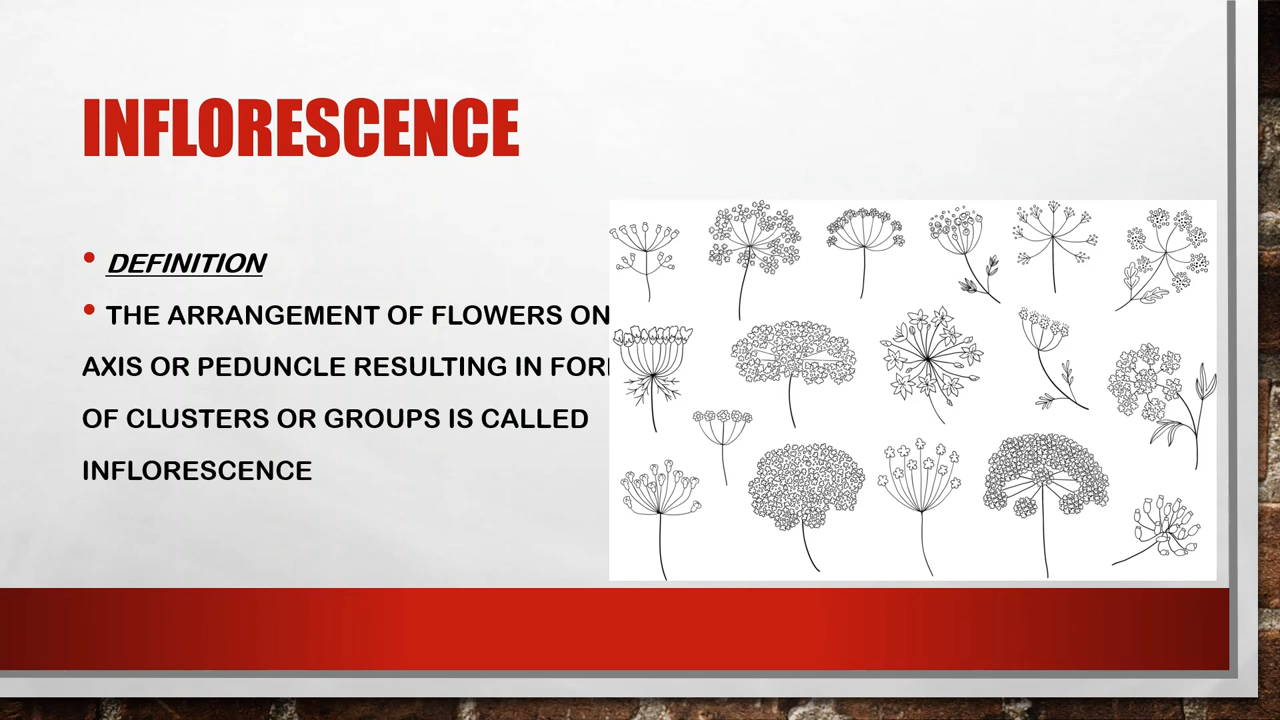 INFLORESCENCE
• DEFINITION
• THE ARRANGEMENT OF FLOWERS ON
AXIS OR PEDUNCLE RESULTING IN
OF CLUSTERS OR GROUPS IS CALLED
INFLORESCENCE